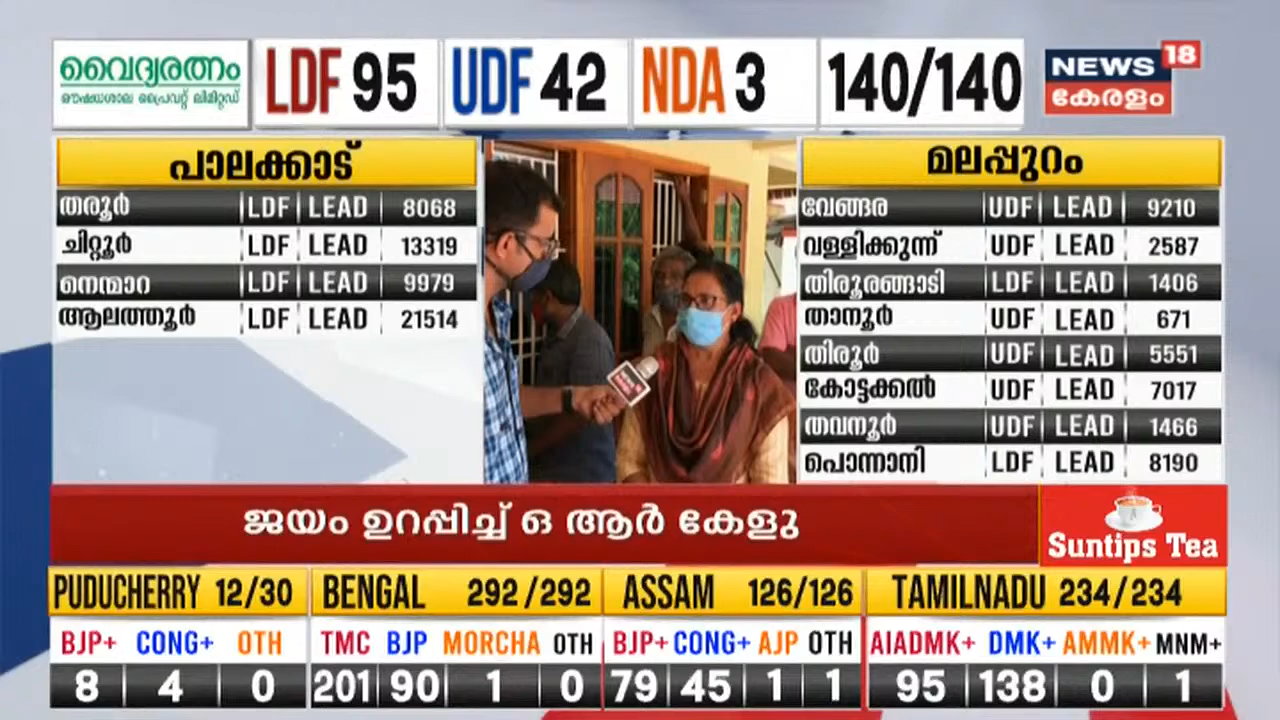 വൈദ്യരത്നം
ഔഷധശാല പ്രൈവറ്റ് ലിമിറ്റഡ്
LDF 95
UDF 42
NDA 3
140/140
NEWS 18
കേരളം
പാലക്കാട്
തരൂർ LDF LEAD 8068
ചിറ്റൂർ LDF LEAD 13319
നെന്മാറ LDF LEAD 9979
ആലത്തൂർ LDF LEAD 21514
മലപ്പുറം
വേങ്ങര UDF LEAD 9210
വള്ളിക്കുന്ന് UDF LEAD 2587
തിരൂരങ്ങാടി UDF LEAD 1406
താനൂർ UDF LEAD 671
തിരൂർ UDF LEAD 5551
കോട്ടക്കൽ UDF LEAD 7017
തവനൂർ UDF LEAD 1466
പൊന്നാനി LDF LEAD 8190
ജയം ഉറപ്പിച്ച് ഒ ആർ കേളു
Suntips Tea
PUDUCHERRY 12/30
BJP+ CONG+ OTH
8 4 0
BENGAL 292/292
TMC BJP MORCHA OTH
201 90 1 0
ASSAM 126/126
BJP+ CONG+ AJP OTH
79 45 1 1
TAMILNADU 234/234
AIADMK+ DMK+ AMMK+ MNM+
95 138 0 1